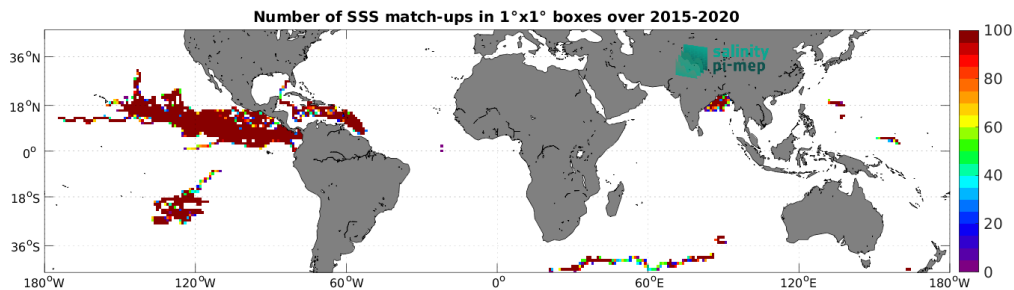 Number of SSS match-ups in 1°x1° boxes over 2015-2020
salinity
pi-mep
36°N
18°N
0°
18°S
36°S
180°W
120°W
60°W
0°
60°E
120°E
180°W
100
80
60
40
20
0